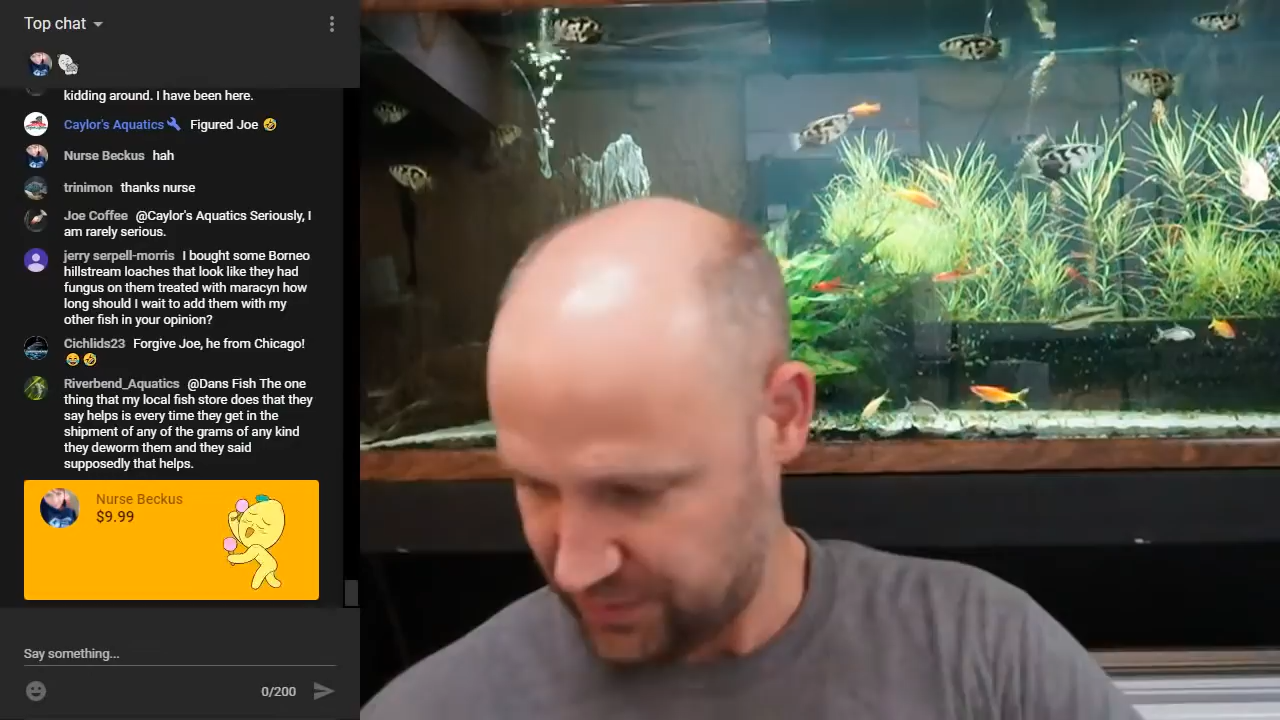 Top chat
kidding around. I have been here.
Caylor's Aquatics Figured Joe 🤣
Nurse Beckus hah
trinimon thanks nurse
Joe Coffee @Caylor's Aquatics Seriously, I
am rarely serious.
jerry serpell-morris I bought some Borneo
hillstream loaches that look like they had
fungus on them treated with maracyn how
long should I wait to add them with my
other fish in your opinion?
Cichlids23 Forgive Joe, he from Chicago!
😂🤣
Riverbend_Aquatics @Dans Fish The one
thing that my local fish store does that they
say helps is every time they get in the
shipment of any of the grams of any kind
they deworm them and they said
supposedly that helps.
Nurse Beckus
$9.99
Say something...
0/200